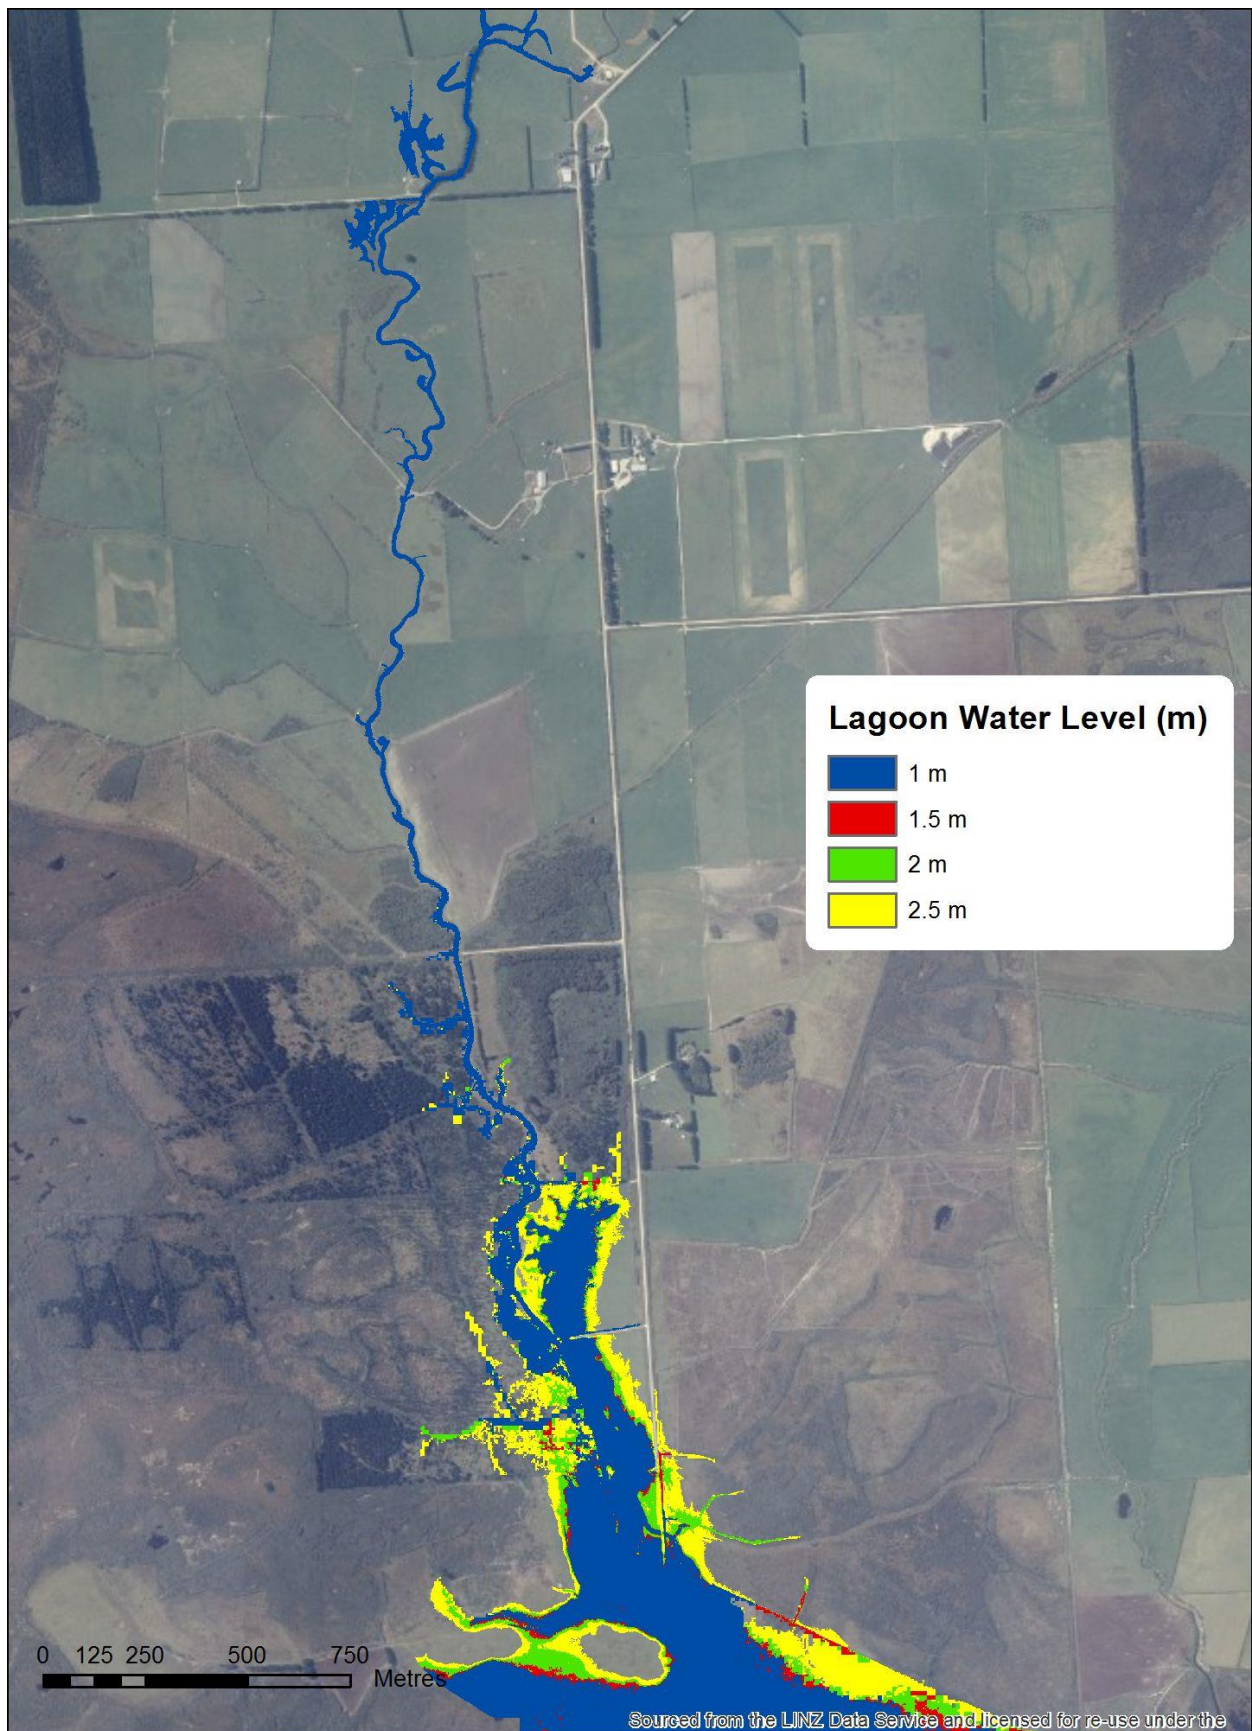 Lagoon Water Level (m)
1 m
1.5 m
2 m
2.5 m
0 125 250 500 750
Metres
Sourced from the LINZ Data Service and licensed for re-use under the